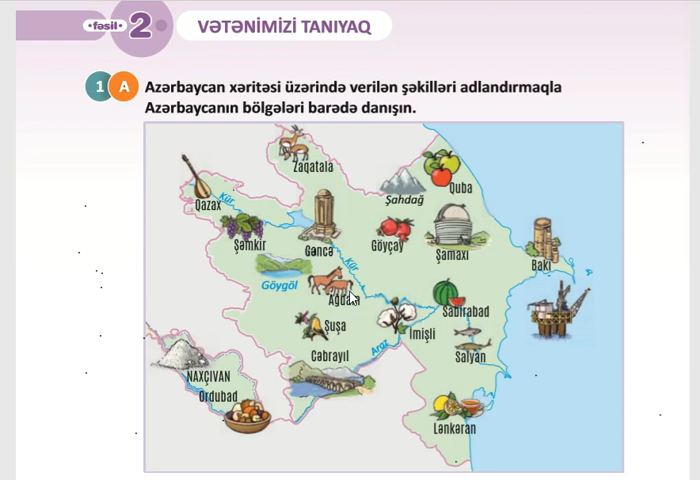 •fəsil• 2 VƏTƏNİMİZİ TANIYAQ
1 A Azərbaycan xəritəsi üzərində verilən şəkilləri adlandırmaqla
Azərbaycanın bölgələri barədə danışın.
Zaqatala
Quba
Şahdağ
Qazax
Kür
Şəmkir
Gəncə
Göyçay
Şamaxı
Bakı
Kür
Göygöl
Ağdam
Sabirabad
Şuşa
İmişli
Cəbrayıl
Araz
Salyan
NAXÇIVAN
Ordubad
Lənkəran